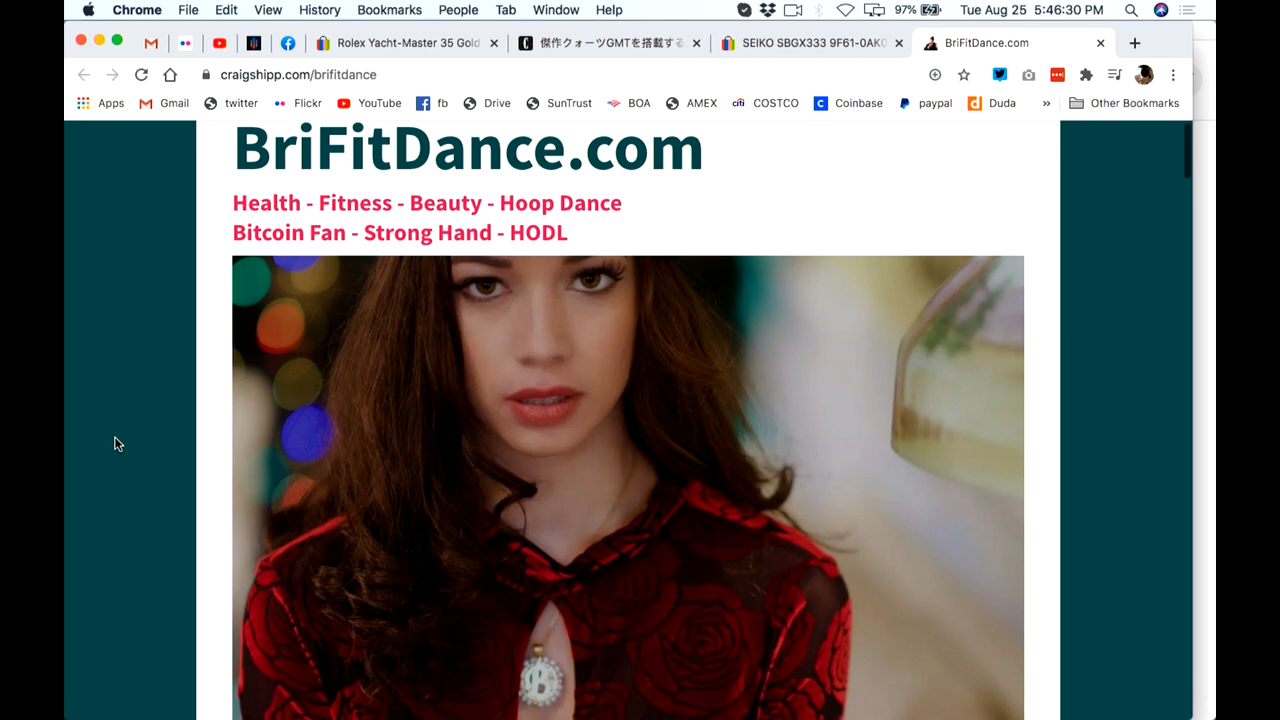 Chrome File Edit View History Bookmarks People Tab Window Help 97% Tue Aug 25 5:46:30 PM
Rolex Yacht-Master 35 Gold 傑作クォーツGMTを搭載する SEIKO SBGX333 9F61-0AK0 BriFitDance.com
craigshipp.com/brifitdance
Apps Gmail twitter Flickr YouTube fb Drive SunTrust BOA AMEX COSTCO Coinbase paypal Duda » Other Bookmarks
BriFitDance.com
Health - Fitness - Beauty - Hoop Dance
Bitcoin Fan - Strong Hand - HODL